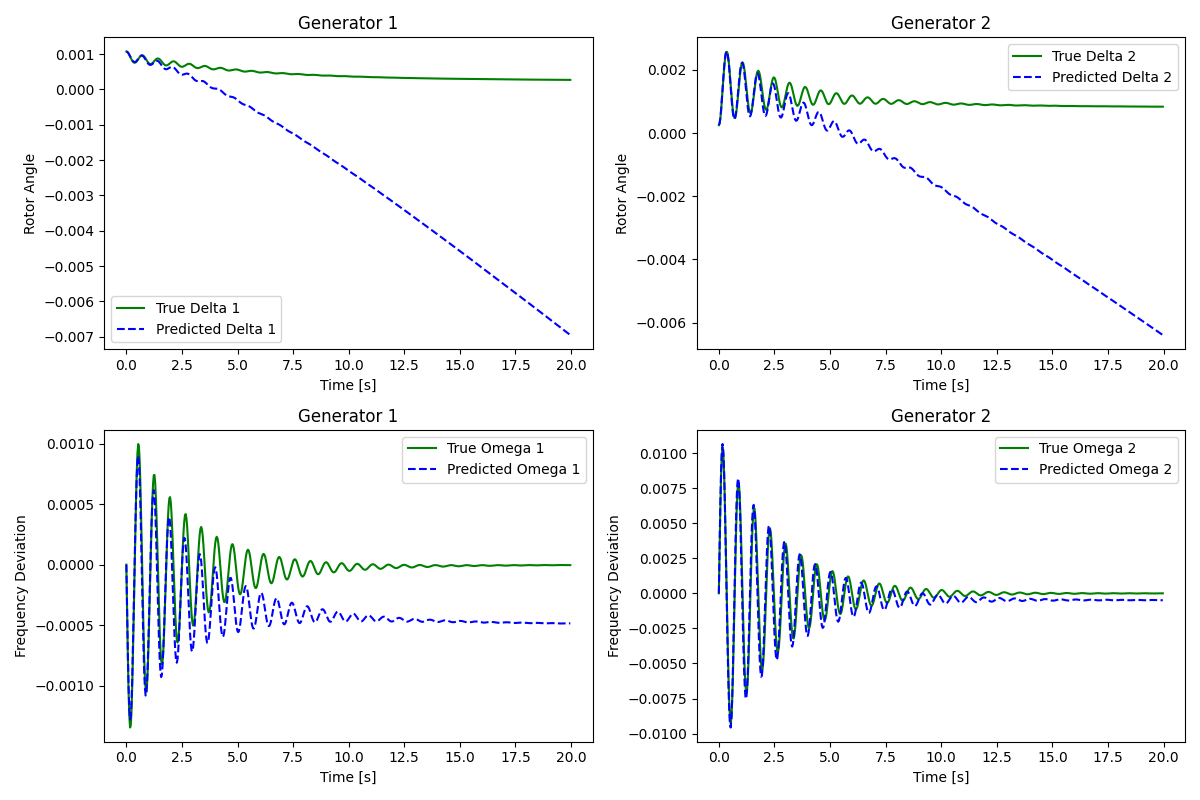 Generator 1
0.001
0.000
−0.001
−0.002
−0.003
−0.004
−0.005
−0.006
−0.007
Rotor Angle
True Delta 1
Predicted Delta 1
0.0 2.5 5.0 7.5 10.0 12.5 15.0 17.5 20.0
Time [s]
Generator 2
0.002
0.000
−0.002
−0.004
−0.006
Rotor Angle
True Delta 2
Predicted Delta 2
0.0 2.5 5.0 7.5 10.0 12.5 15.0 17.5 20.0
Time [s]
Generator 1
0.0010
0.0005
0.0000
−0.0005
−0.0010
Frequency Deviation
True Omega 1
Predicted Omega 1
0.0 2.5 5.0 7.5 10.0 12.5 15.0 17.5 20.0
Time [s]
Generator 2
0.0100
0.0075
0.0050
0.0025
0.0000
−0.0025
−0.0050
−0.0075
−0.0100
Frequency Deviation
True Omega 2
Predicted Omega 2
0.0 2.5 5.0 7.5 10.0 12.5 15.0 17.5 20.0
Time [s]